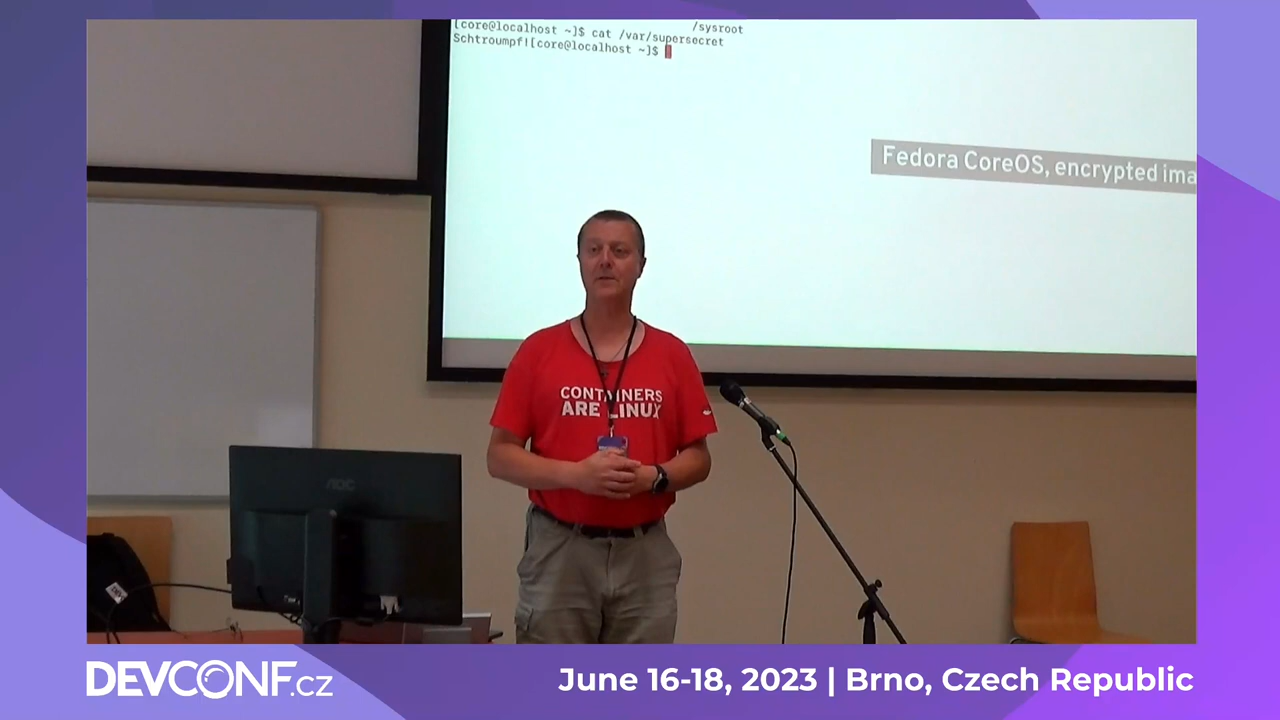 /sysroot
[core@localhost ~]$ cat /var/supersecret
Schtroumpf![core@localhost ~]$
Fedora CoreOS, encrypted ima
CONTAINERS
ARE LINUX
AOC
DEVCONF.cz
June 16-18, 2023 | Brno, Czech Republic